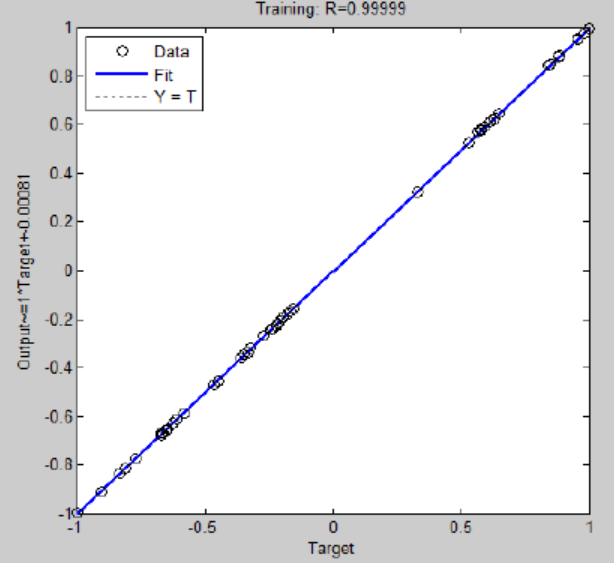 Training: R=0.99999
Data
Fit
Y = T
Output~=1*Target+-0.00081
1
0.8
0.6
0.4
0.2
0
-0.2
-0.4
-0.6
-0.8
-1
-1 -0.5 0 0.5 1
Target